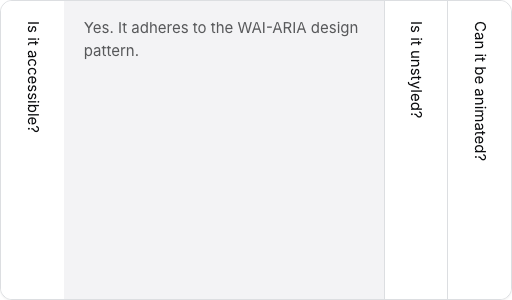 Is it accessible?
Yes. It adheres to the WAI-ARIA design
pattern.
Is it unstyled?
Can it be animated?